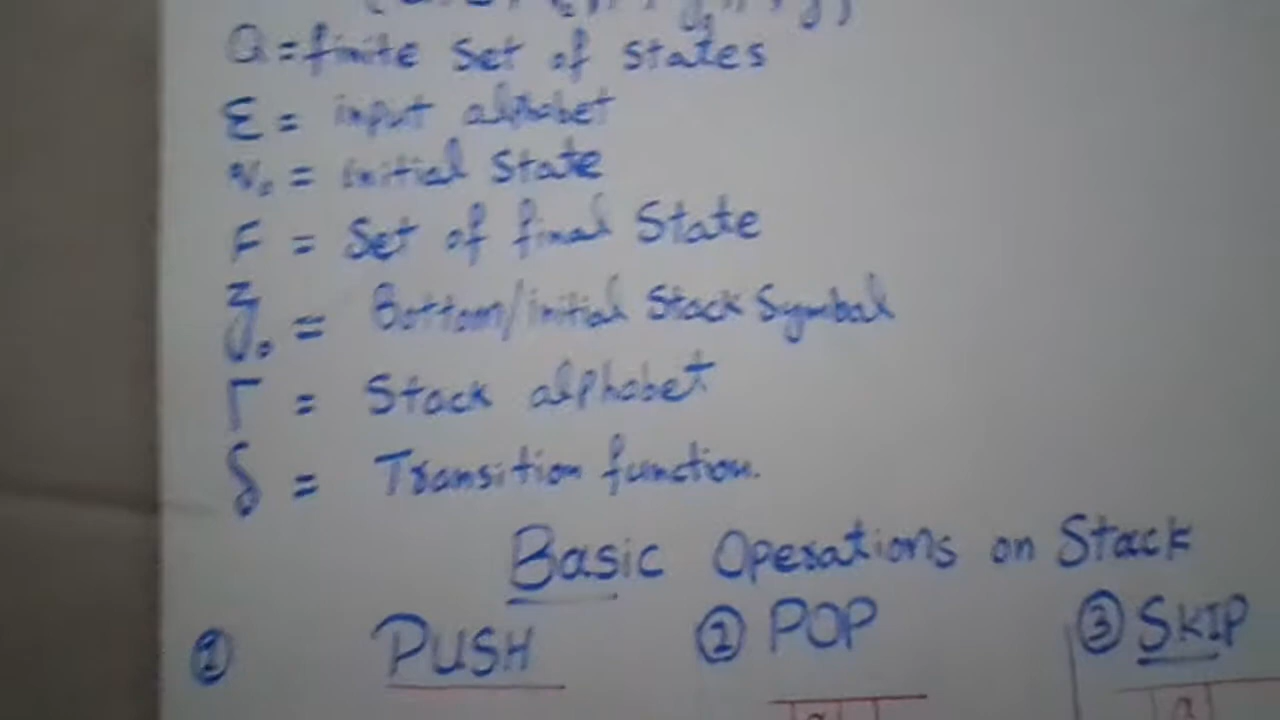 Q = finite set of states
Σ = input alphabet
q₀ = initial state
F = Set of final State
z₀ = Bottom/initial Stack Symbol
Γ = Stack alphabet
δ = Transition function.
Basic Operations on Stack
① PUSH ② POP ③ SKIP
a a